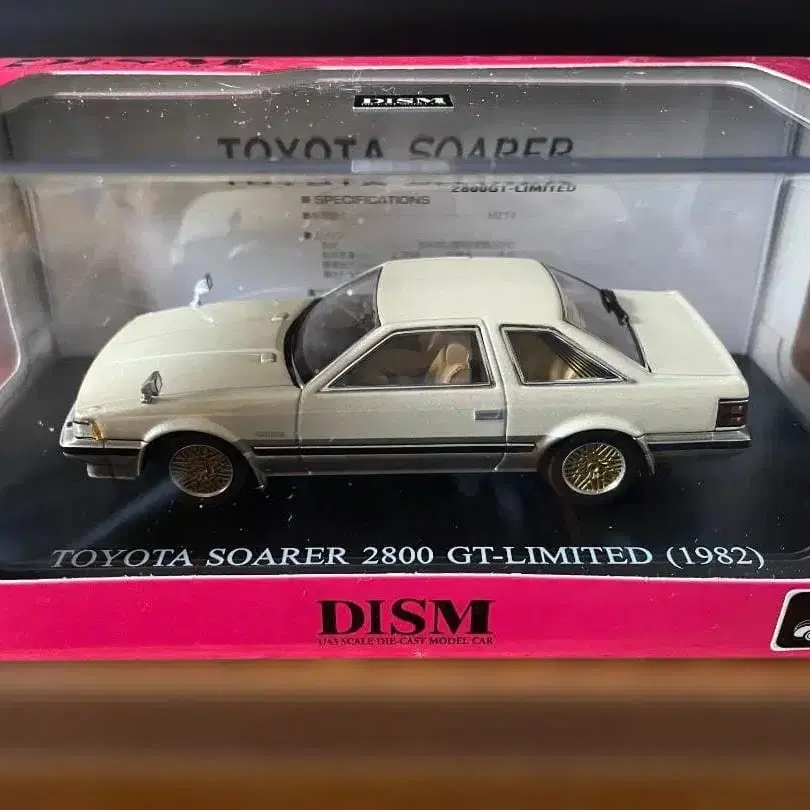 DISM
TOYOTA SOARER
2800GT-LIMITED
■ SPECIFICATIONS
TOYOTA SOARER 2800 GT-LIMITED (1982)
DISM
1/43 SCALE DIE-CAST MODEL CAR